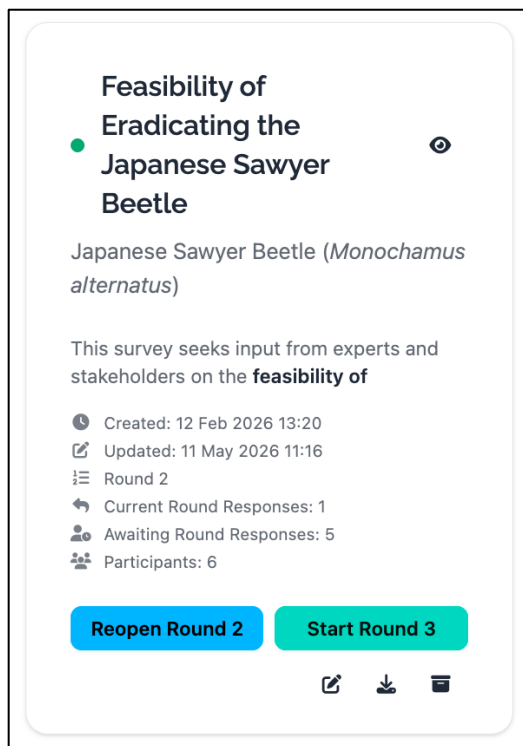 Feasibility of
Eradicating the
Japanese Sawyer
Beetle
Japanese Sawyer Beetle (Monochamus
alternatus)
This survey seeks input from experts and
stakeholders on the feasibility of
Created: 12 Feb 2026 13:20
Updated: 11 May 2026 11:16
Round 2
Current Round Responses: 1
Awaiting Round Responses: 5
Participants: 6
Reopen Round 2
Start Round 3